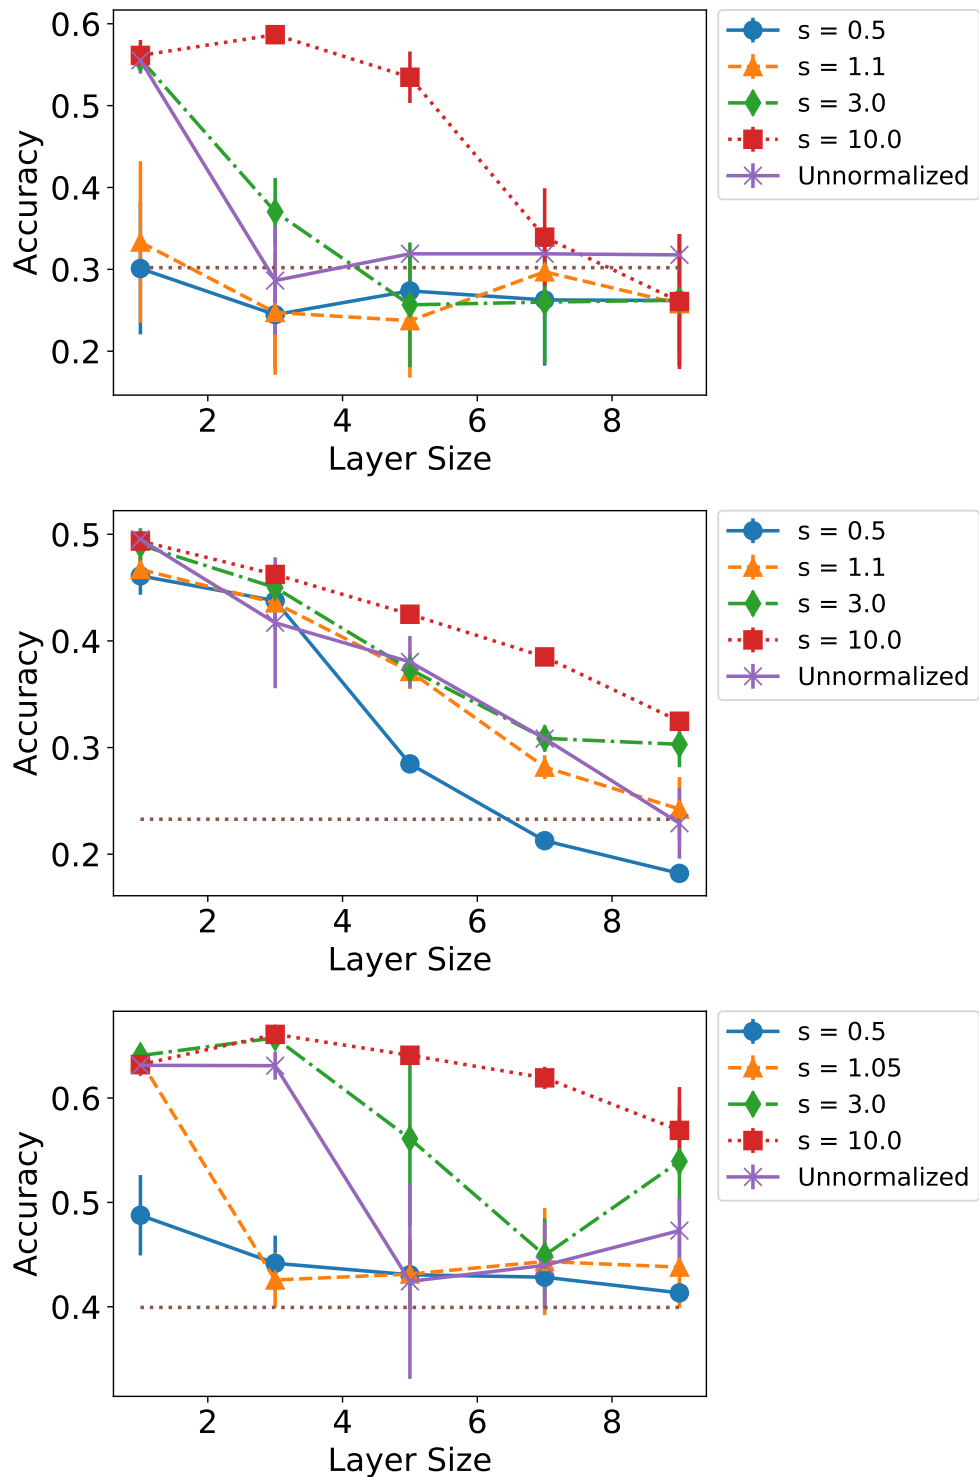 0.6
0.5
0.4
0.3
0.2
Accuracy
2 4 6 8
Layer Size
s = 0.5
s = 1.1
s = 3.0
s = 10.0
Unnormalized
0.5
0.4
0.3
0.2
Accuracy
2 4 6 8
Layer Size
s = 0.5
s = 1.1
s = 3.0
s = 10.0
Unnormalized
0.6
0.5
0.4
Accuracy
2 4 6 8
Layer Size
s = 0.5
s = 1.05
s = 3.0
s = 10.0
Unnormalized